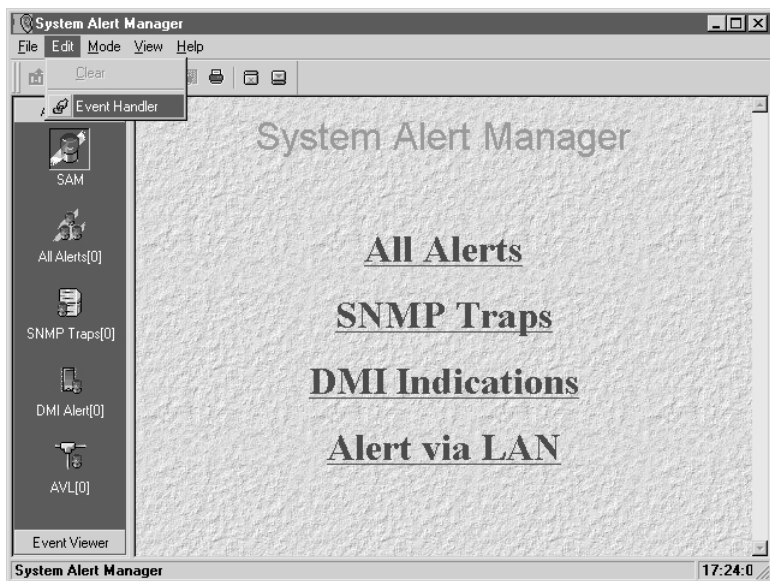 System Alert Manager
File Edit Mode View Help
Clear
Event Handler
SAM
All Alerts[0]
SNMP Traps[0]
DMI Alert[0]
AVL[0]
Event Viewer
System Alert Manager
All Alerts
SNMP Traps
DMI Indications
Alert via LAN
System Alert Manager
17:24:0